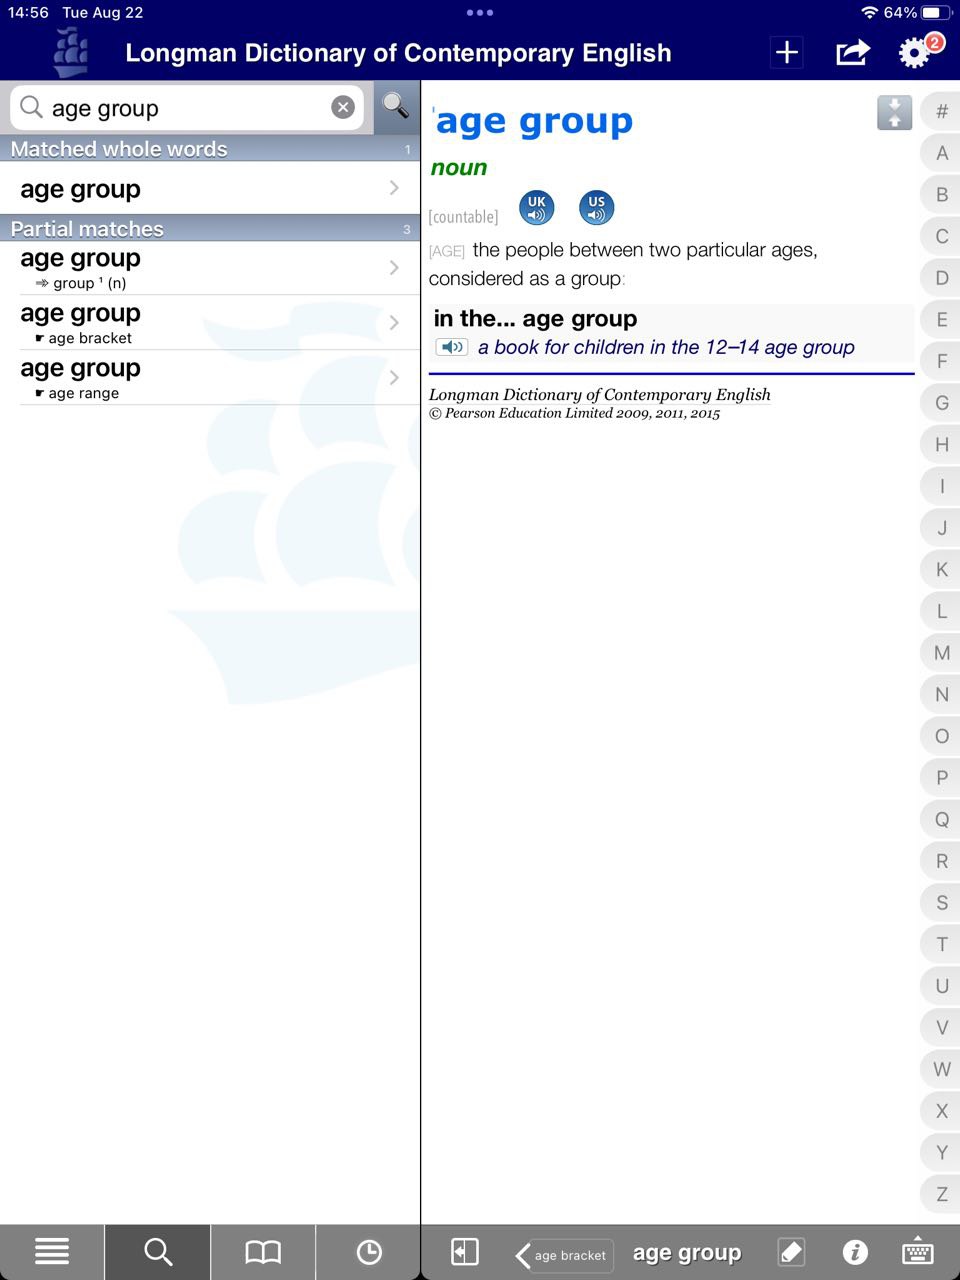 14:56 Tue Aug 22
64%
Longman Dictionary of Contemporary English
2
age group
Matched whole words 1
age group
Partial matches 3
age group
⇒ group ¹ (n)
age group
☛ age bracket
age group
☛ age range
ˈage group
noun
[countable] UK US
[AGE] the people between two particular ages,
considered as a group:
in the... age group
a book for children in the 12–14 age group
Longman Dictionary of Contemporary English
© Pearson Education Limited 2009, 2011, 2015
#
A
B
C
D
E
F
G
H
I
J
K
L
M
N
O
P
Q
R
S
T
U
V
W
X
Y
Z
age bracket
age group